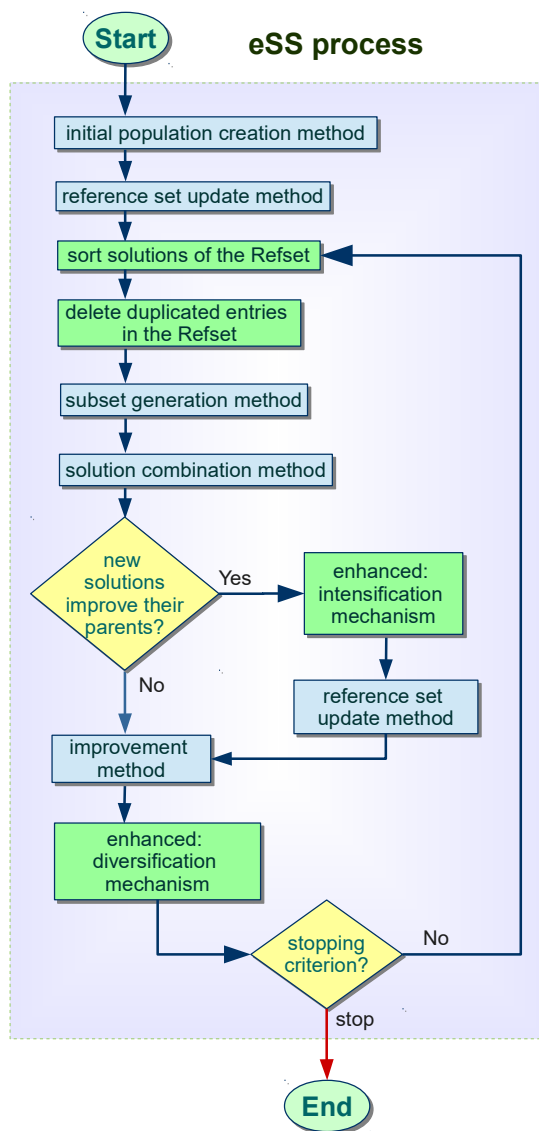 Start
eSS process
initial population creation method
reference set update method
sort solutions of the Refset
delete duplicated entries
in the Refset
subset generation method
solution combination method
new
solutions
improve their
parents?
Yes
enhanced:
intensification
mechanism
No
reference set
update method
improvement
method
enhanced:
diversification
mechanism
stopping
criterion?
No
stop
End